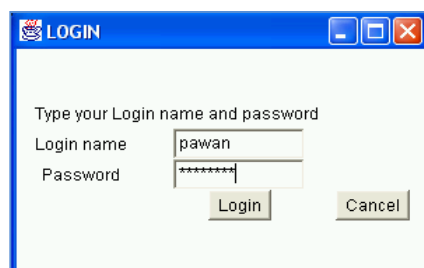 LOGIN
Type your Login name and password
Login name pawan
Password ********
Login Cancel